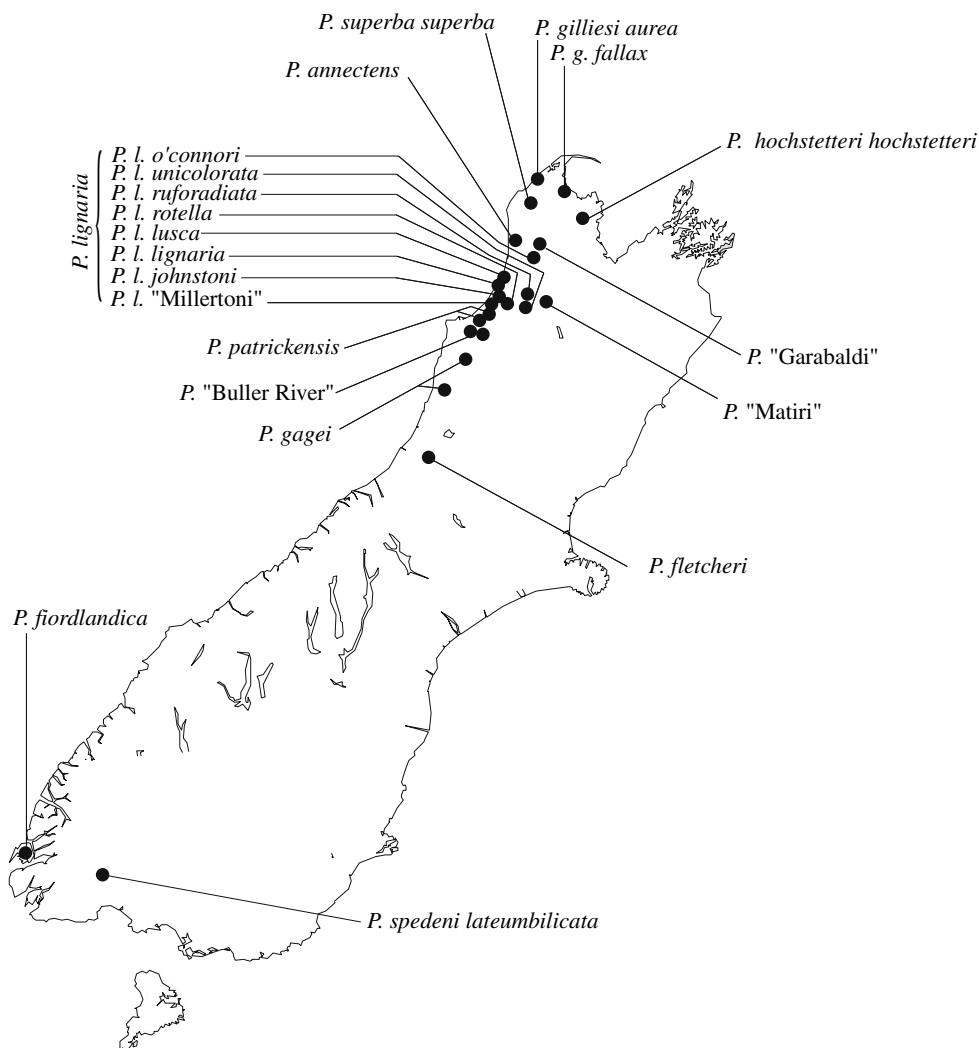 P. superba superba
P. gilliesi aurea
P. g. fallax
P. annectens
P. hochstetteri hochstetteri
P. lignaria
P. l. o'connori
P. l. unicolorata
P. l. ruforadiata
P. l. rotella
P. l. lusca
P. l. lignaria
P. l. johnstoni
P. l. "Millertoni"
P. patrickensis
P. "Garabaldi"
P. "Buller River"
P. "Matiri"
P. gagei
P. fletcheri
P. fiordlandica
P. spedeni lateumbilicata